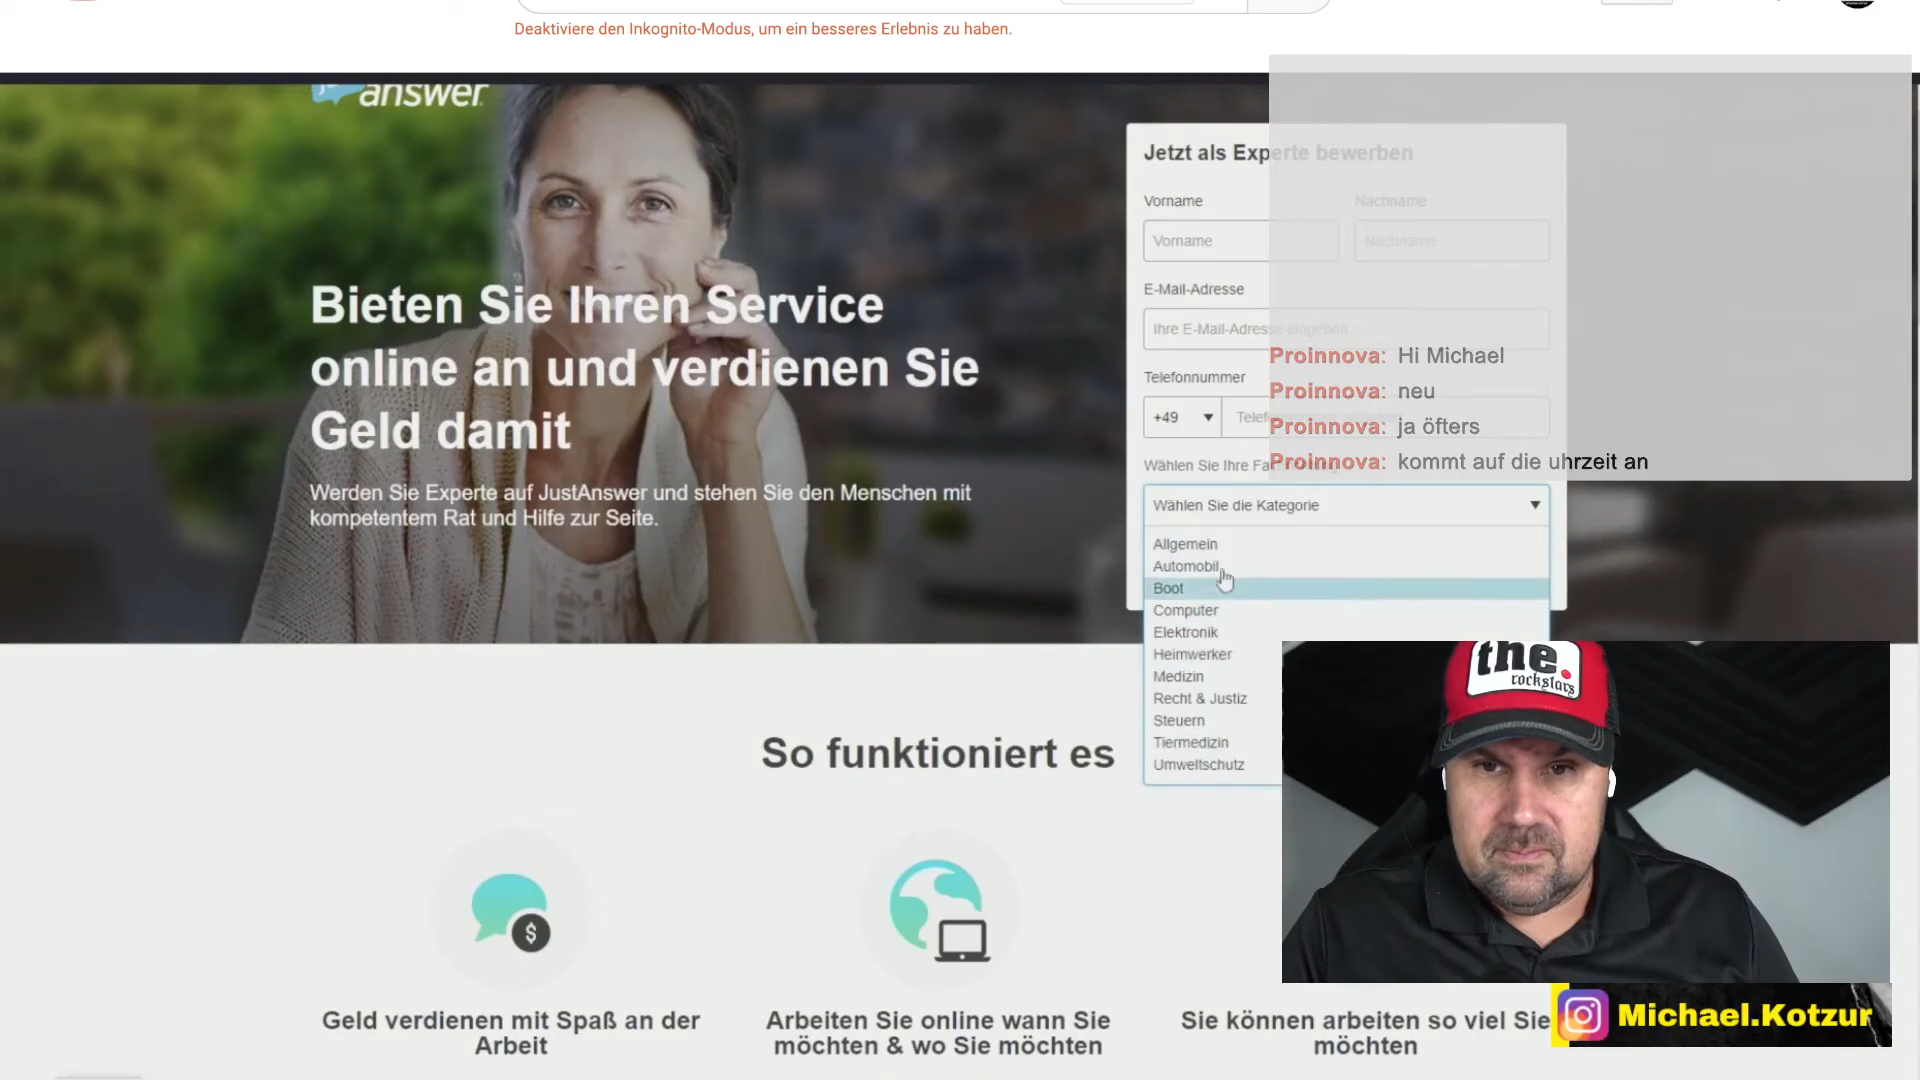 Deaktiviere den Inkognito-Modus, um ein besseres Erlebnis zu haben.
answer
Bieten Sie Ihren Service
online an und verdienen Sie
Geld damit
Werden Sie Experte auf JustAnswer und stehen Sie den Menschen mit
kompetentem Rat und Hilfe zur Seite.
Jetzt als Experte bewerben
Vorname
Nachname
Vorname
Nachname
E-Mail-Adresse
Ihre E-Mail-Adresse eingeben
Telefonnummer
+49
Wählen Sie Ihre
Wählen Sie die Kategorie
Allgemein
Automobil
Boot
Computer
Elektronik
Heimwerker
Medizin
Recht & Justiz
Steuern
Tiermedizin
Umweltschutz
Proinnova: Hi Michael
Proinnova: neu
Proinnova: ja öfters
Proinnova: kommt auf die uhrzeit an
So funktioniert es
Geld verdienen mit Spaß an der
Arbeit
Arbeiten Sie online wann Sie
möchten & wo Sie möchten
Sie können arbeiten so viel Sie
möchten
the.
rockstars
Michael.Kotzur